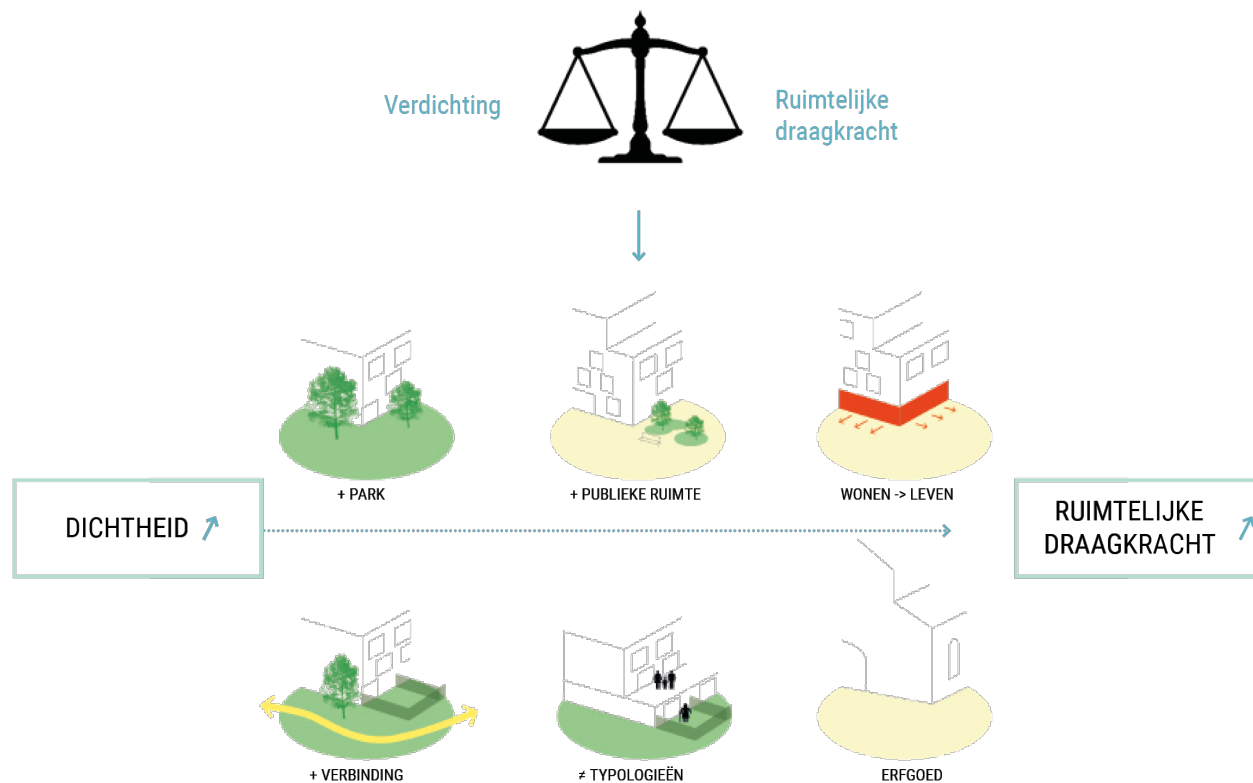 Verdichting
Ruimtelijke
draagkracht
+ PARK
+ PUBLIEKE RUIMTE
WONEN -> LEVEN
DICHTHEID
RUIMTELIJKE
DRAAGKRACHT
+ VERBINDING
≠ TYPOLOGIEËN
ERFGOED